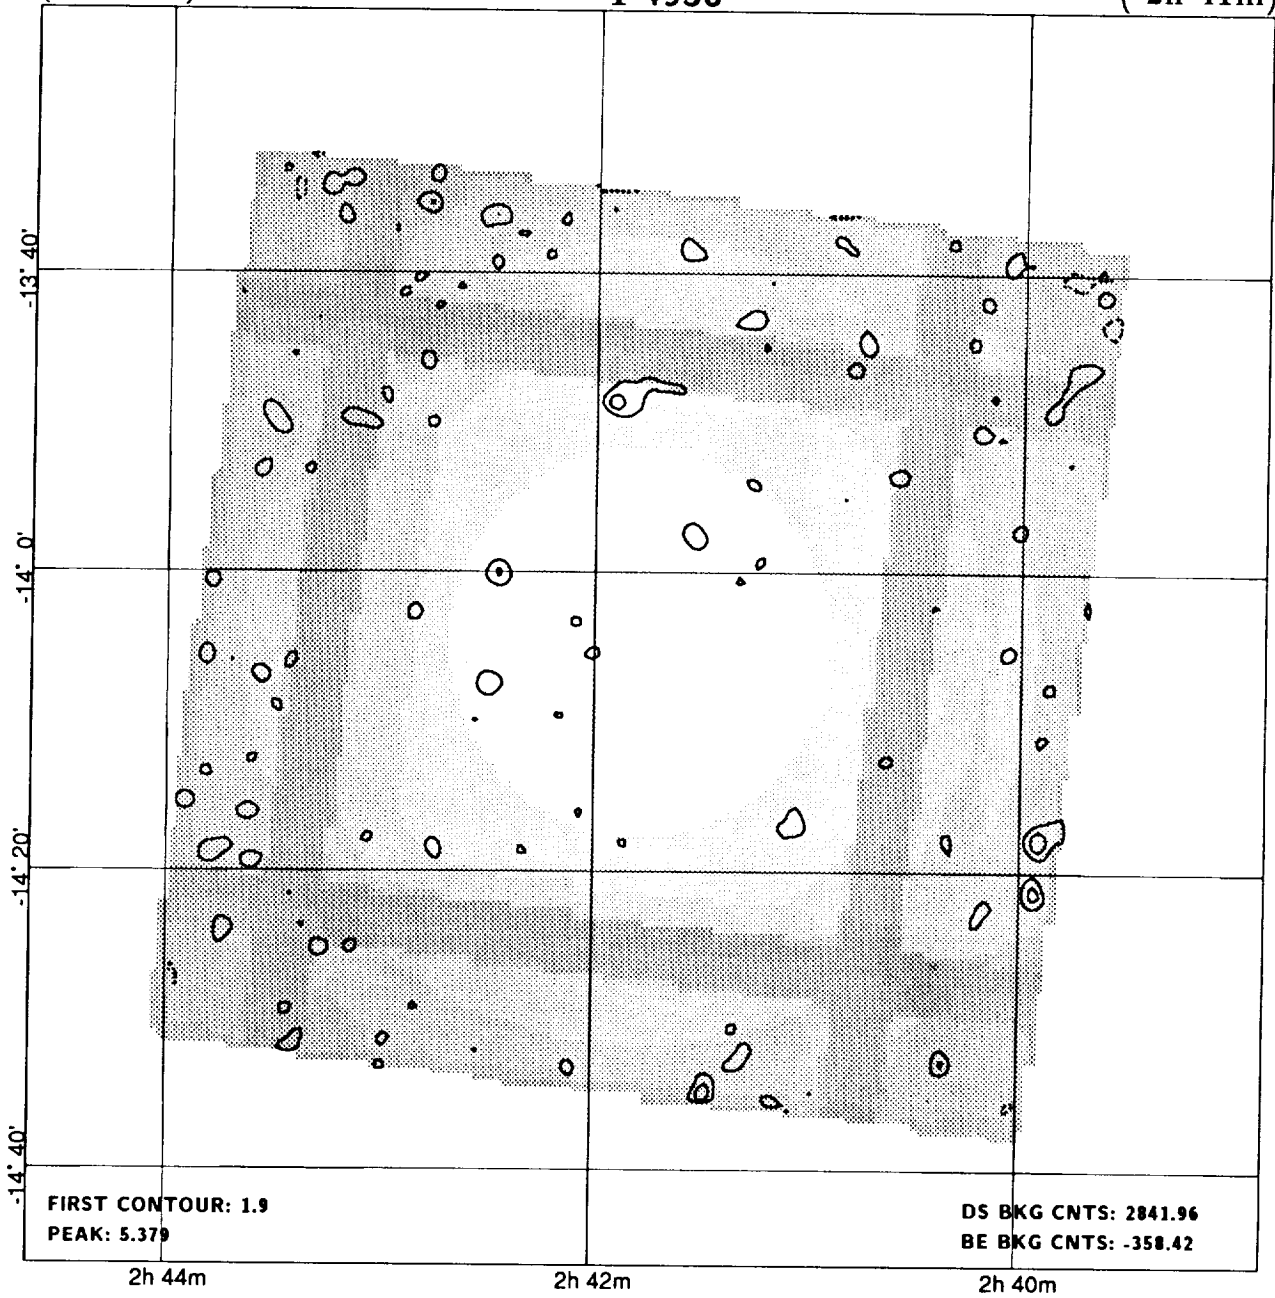 -13° 40'
-14° 0'
-14° 20'
-14° 40'
FIRST CONTOUR: 1.9
PEAK: 5.379
DS BKG CNTS: 2841.96
BE BKG CNTS: -358.42
2h 44m
2h 42m
2h 40m